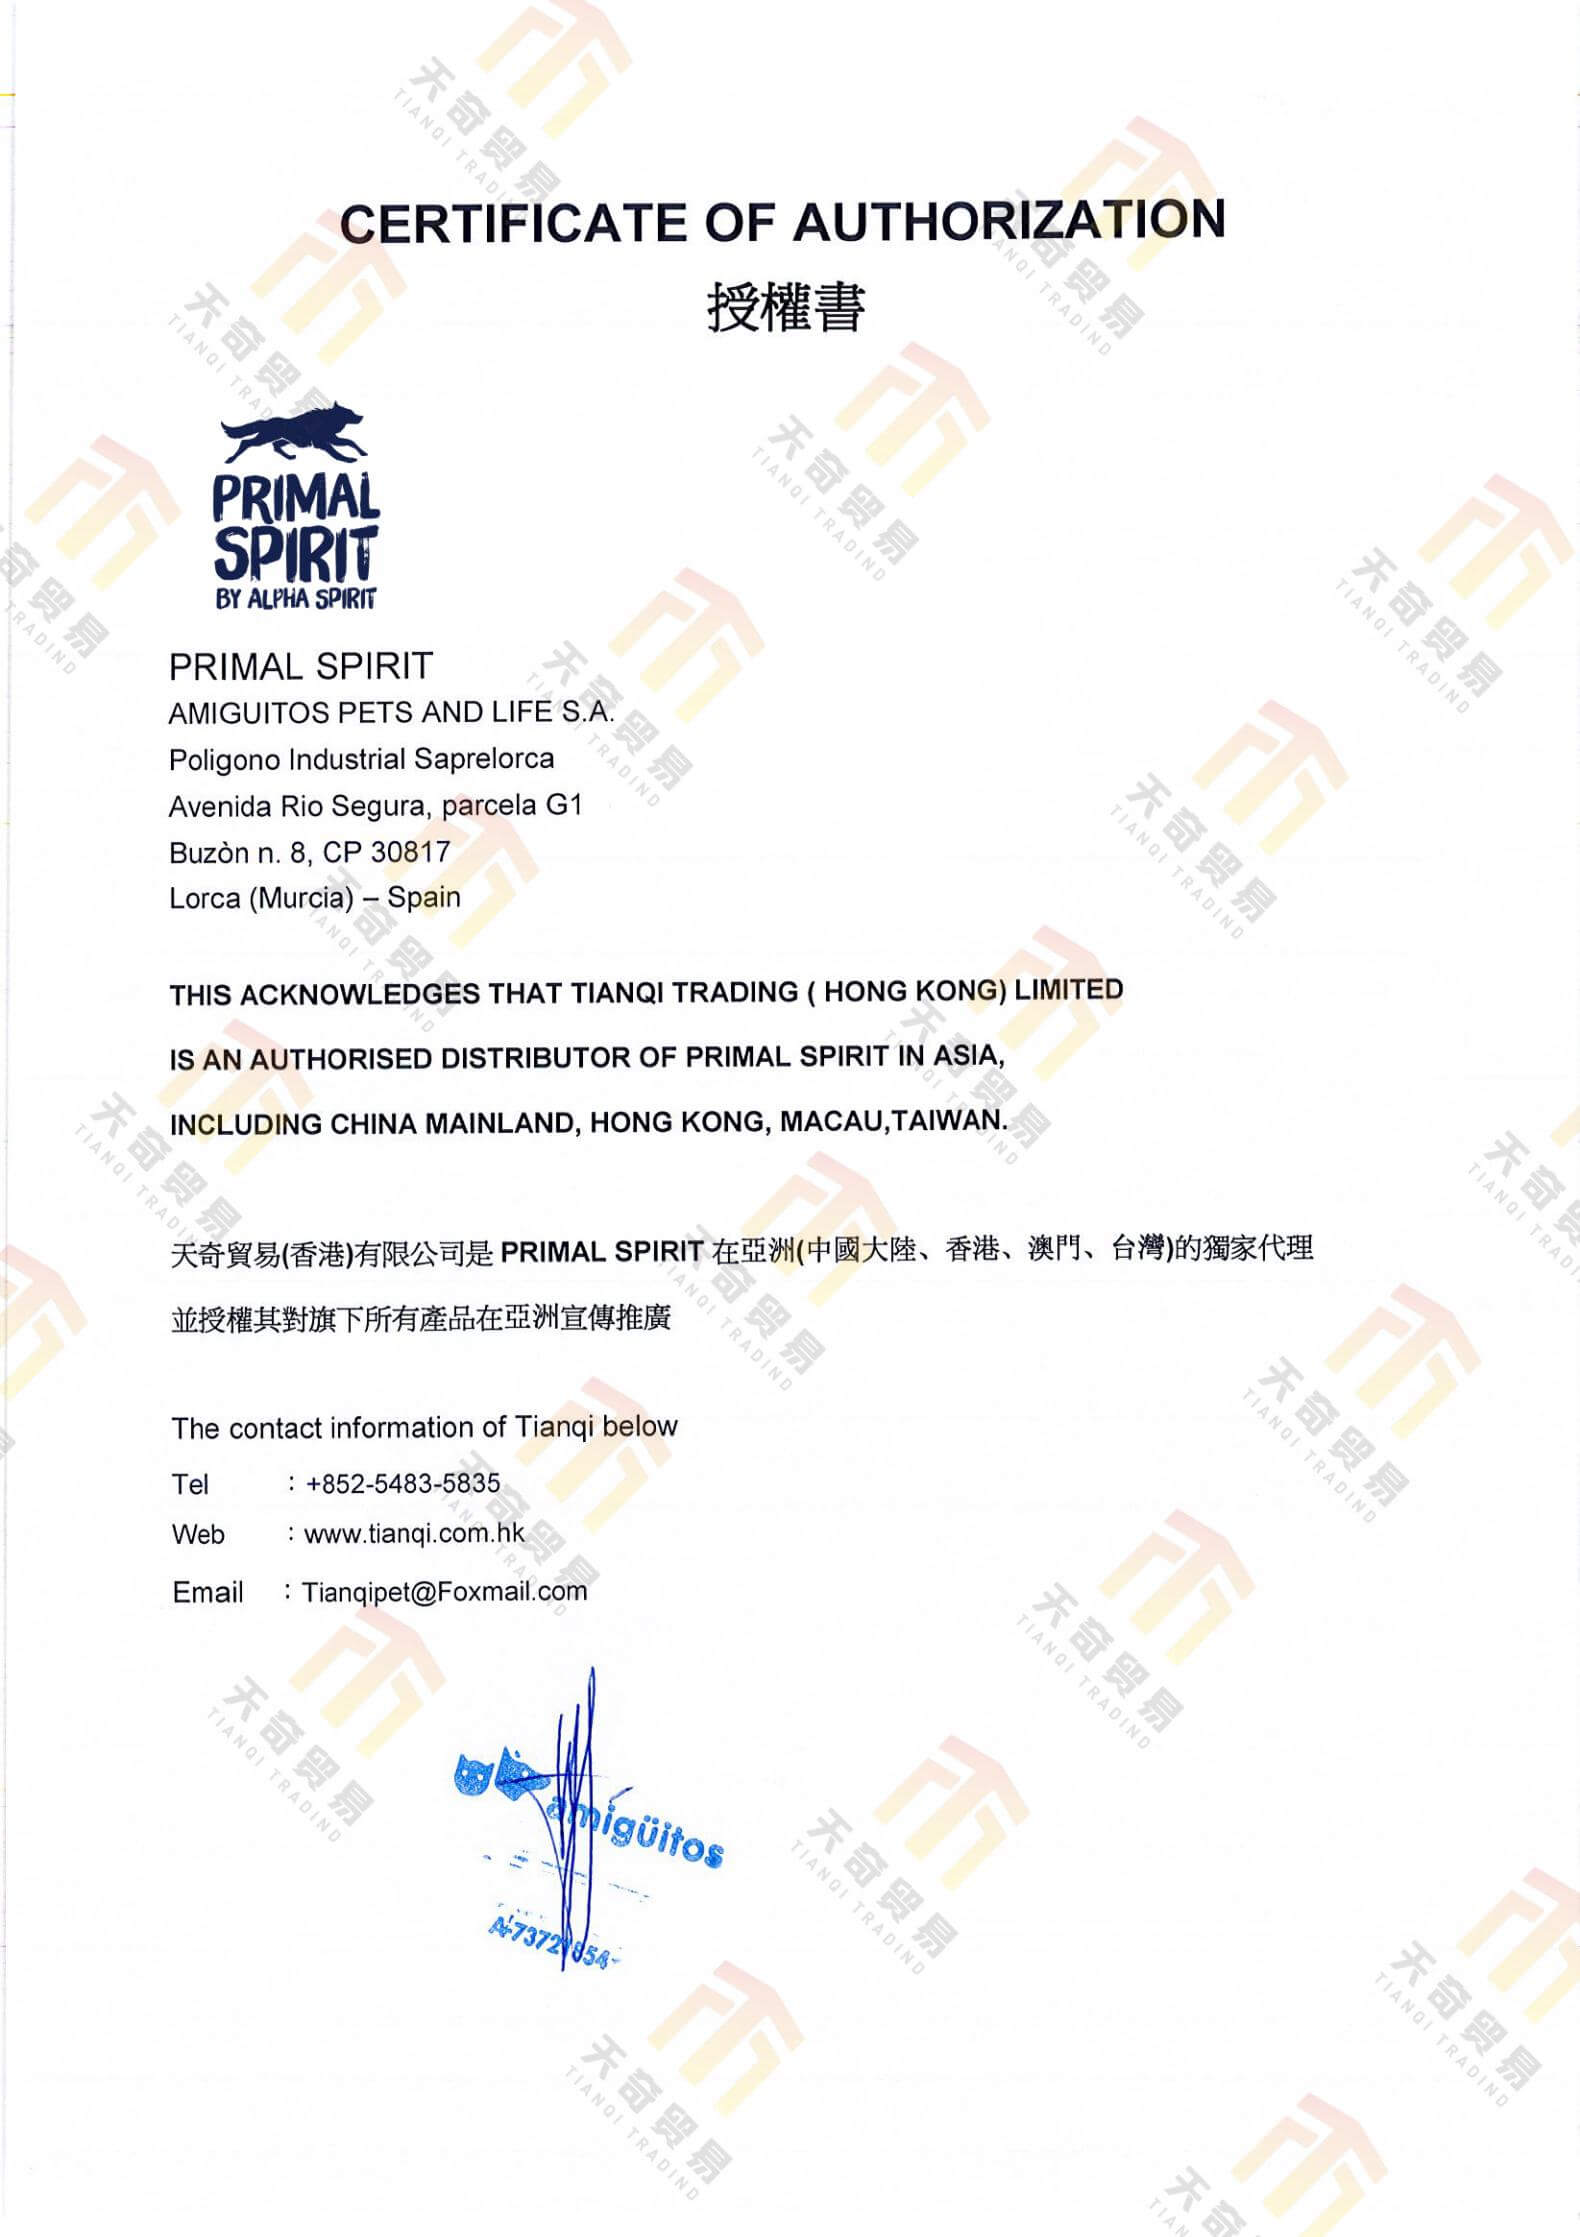 CERTIFICATE OF AUTHORIZATION
授權書
PRIMAL
SPIRIT
BY ALPHA SPIRIT
PRIMAL SPIRIT
AMIGUITOS PETS AND LIFE S.A.
Poligono Industrial Saprelorca
Avenida Rio Segura, parcela G1
Buzòn n. 8, CP 30817
Lorca (Murcia) – Spain
THIS ACKNOWLEDGES THAT TIANQI TRADING ( HONG KONG) LIMITED
IS AN AUTHORISED DISTRIBUTOR OF PRIMAL SPIRIT IN ASIA,
INCLUDING CHINA MAINLAND, HONG KONG, MACAU,TAIWAN.
天奇貿易(香港)有限公司是 PRIMAL SPIRIT 在亞洲(中國大陸、香港、澳門、台灣)的獨家代理
並授權其對旗下所有產品在亞洲宣傳推廣
The contact information of Tianqi below
Tel : +852-5483-5835
Web : www.tianqi.com.hk
Email : Tianqipet@Foxmail.com
amigüitos
天奇贸易
TIANQI TRADIND